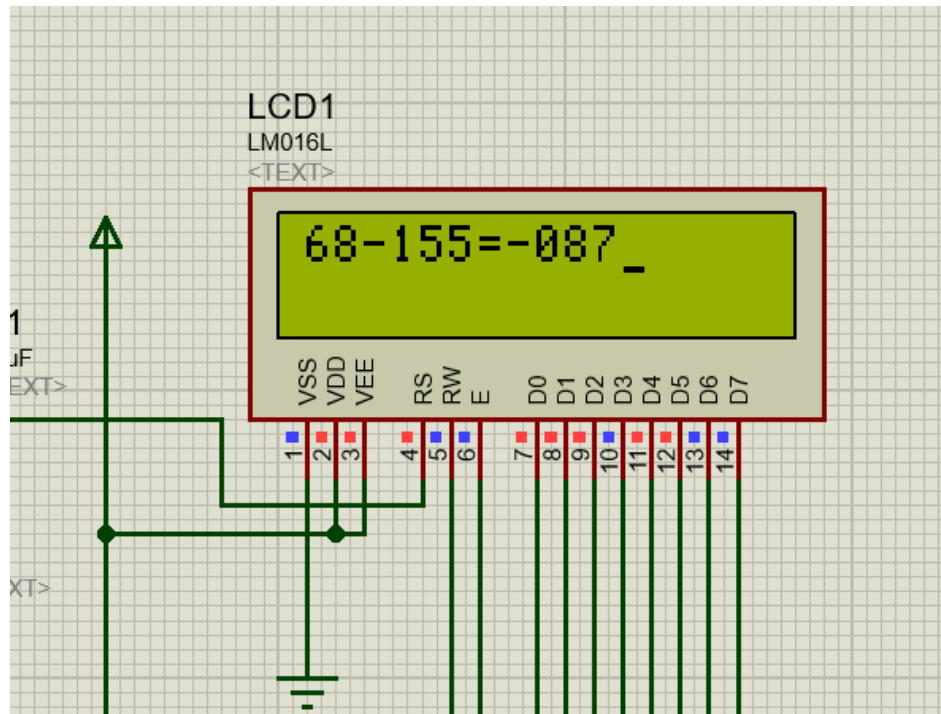 LCD1
LM016L
<TEXT>
68-155=-087_
1
uF
EXT>
VSS
VDD
VEE
RS
RW
E
D0
D1
D2
D3
D4
D5
D6
D7
1
2
3
4
5
6
7
8
9
10
11
12
13
14
XT>